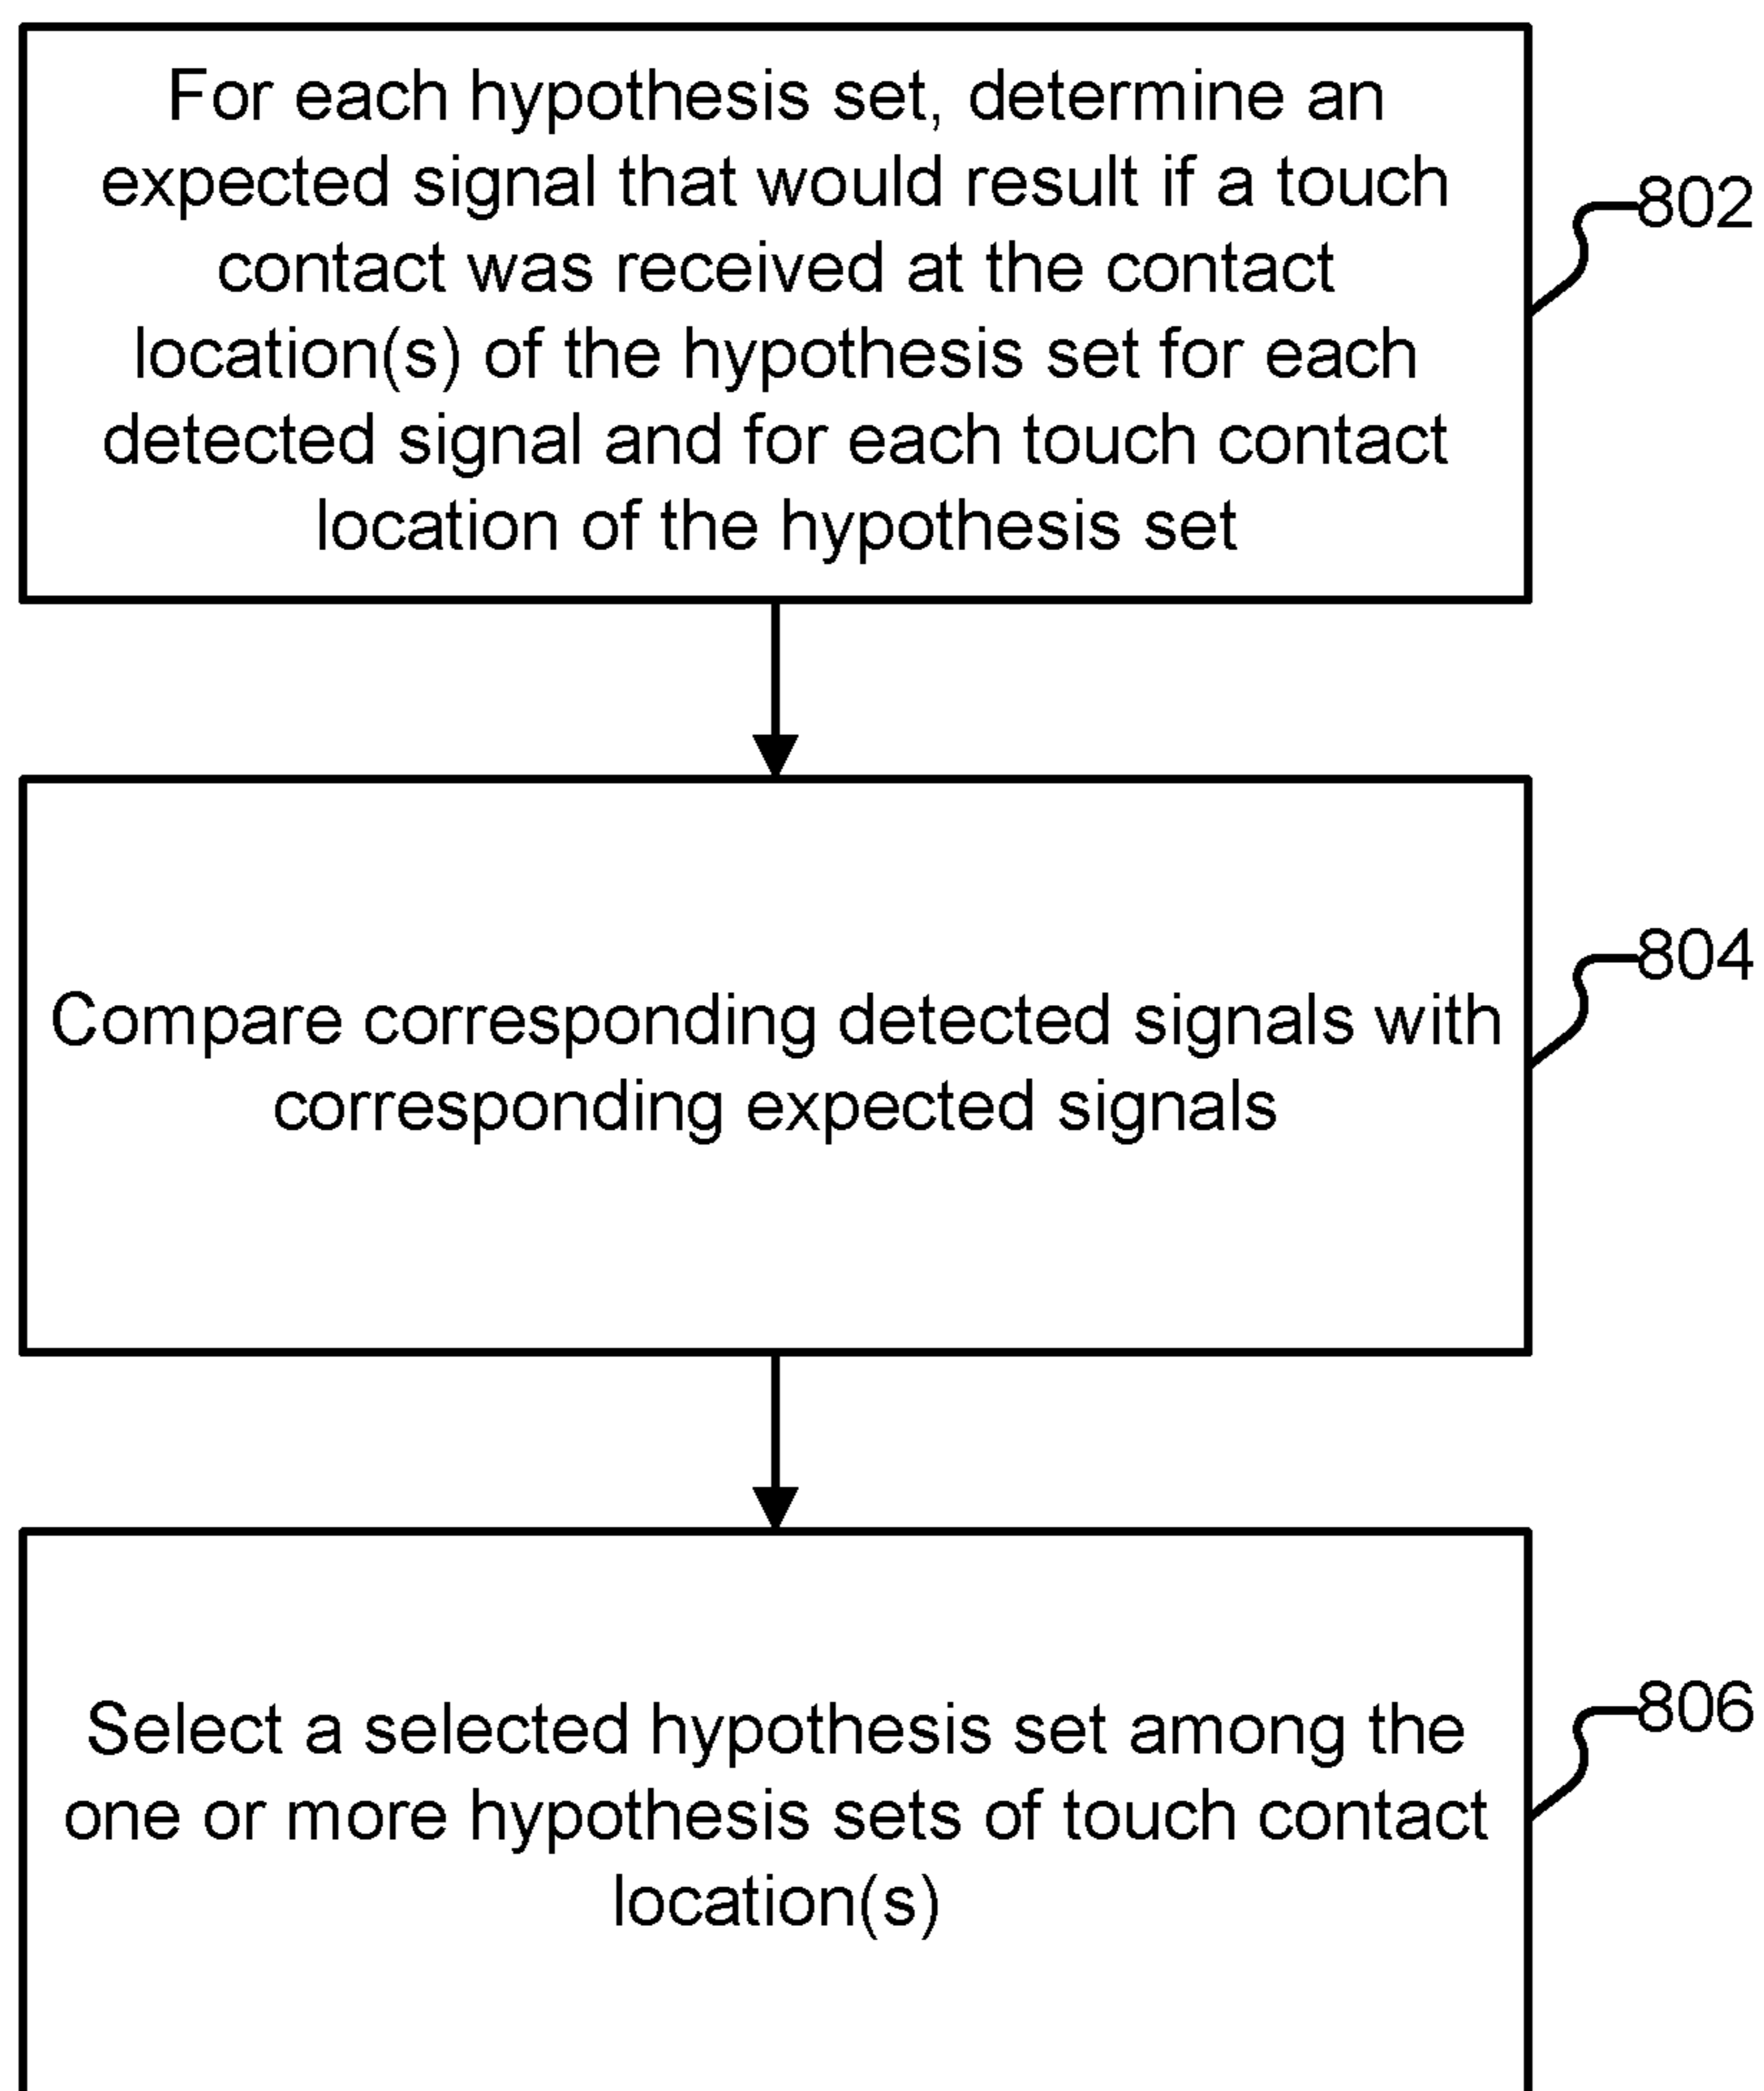 For each hypothesis set, determine an
expected signal that would result if a touch
contact was received at the contact
location(s) of the hypothesis set for each
detected signal and for each touch contact
location of the hypothesis set
802
Compare corresponding detected signals with
corresponding expected signals
804
Select a selected hypothesis set among the
one or more hypothesis sets of touch contact
location(s)
806